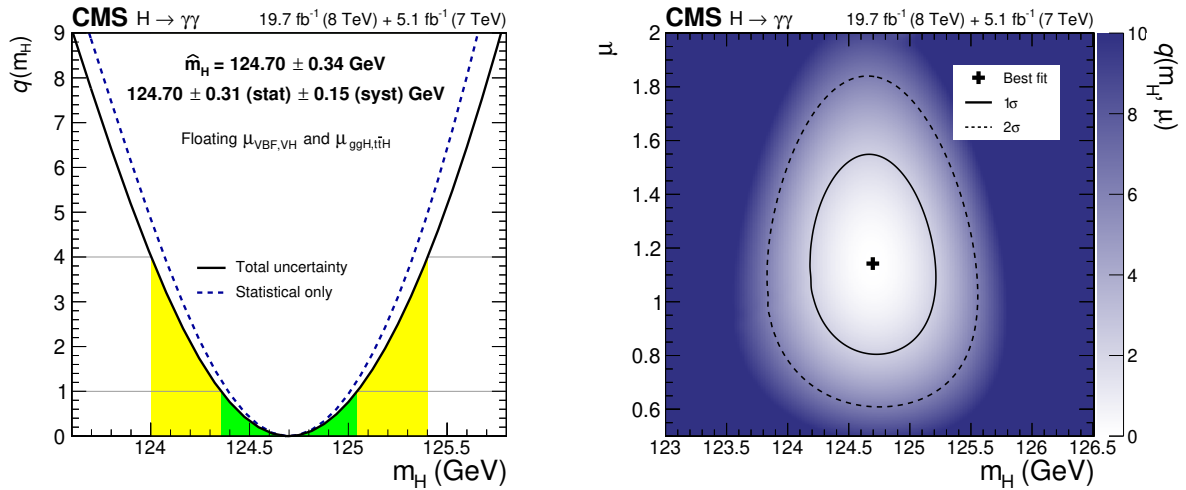 CMS H → γγ 19.7 fb⁻¹ (8 TeV) + 5.1 fb⁻¹ (7 TeV)
q(m_H)
9
8
7
6
5
4
3
2
1
0
m̂_H = 124.70 ± 0.34 GeV
124.70 ± 0.31 (stat) ± 0.15 (syst) GeV
Floating μ_VBF,VH and μ_ggH,tt̄H
Total uncertainty
Statistical only
124 124.5 125 125.5
m_H (GeV)
CMS H → γγ 19.7 fb⁻¹ (8 TeV) + 5.1 fb⁻¹ (7 TeV)
μ
2
1.8
1.6
1.4
1.2
1
0.8
0.6
Best fit
1σ
2σ
123 123.5 124 124.5 125 125.5 126 126.5
m_H (GeV)
10
8
6
4
2
0
q(m_H, μ)